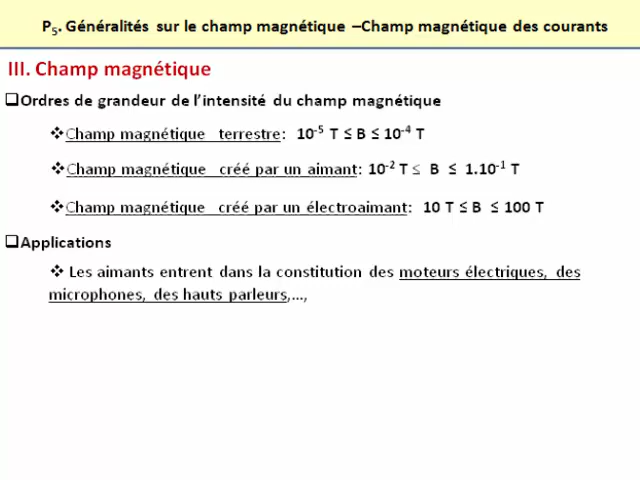 P₅. Généralités sur le champ magnétique –Champ magnétique des courants
III. Champ magnétique
❑Ordres de grandeur de l’intensité du champ magnétique
❖Champ magnétique terrestre: 10⁻⁵ T ≤ B ≤ 10⁻⁴ T
❖Champ magnétique créé par un aimant: 10⁻² T ≤ B ≤ 1.10⁻¹ T
❖Champ magnétique créé par un électroaimant: 10 T ≤ B ≤ 100 T
❑Applications
❖ Les aimants entrent dans la constitution des moteurs électriques, des
microphones, des hauts parleurs,...,